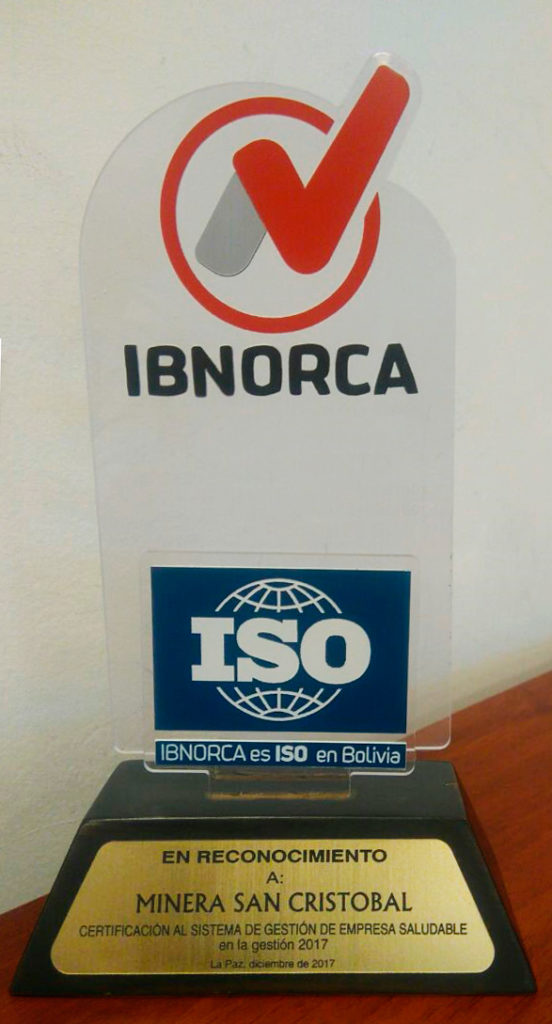 IBNORCA
ISO
IBNORCA es ISO en Bolivia
EN RECONOCIMIENTO
A:
MINERA SAN CRISTOBAL
CERTIFICACIÓN AL SISTEMA DE GESTIÓN DE EMPRESA SALUDABLE
en la gestión 2017
La Paz, diciembre de 2017